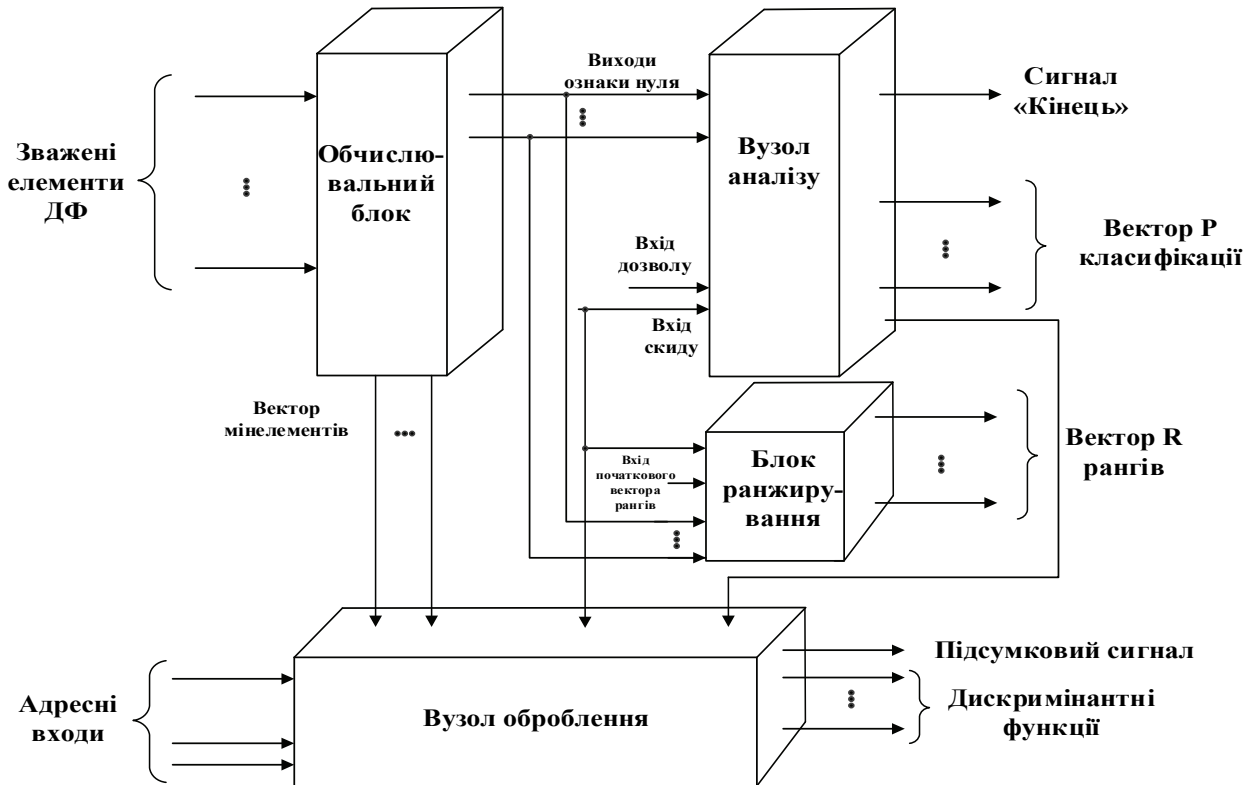 Виходи
ознаки нуля
Сигнал
«Кінець»
Зважені
елементи
ДФ
Обчислю-
вальний
блок
Вузол
аналізу
Вектор P
класифікації
Вхід
дозволу
Вхід
скиду
Вектор
мінелементів
Вхід
початкового
вектора
рангів
Блок
ранжиру-
вання
Вектор R
рангів
Адресні
входи
Вузол оброблення
Підсумковий сигнал
Дискримінантні
функції